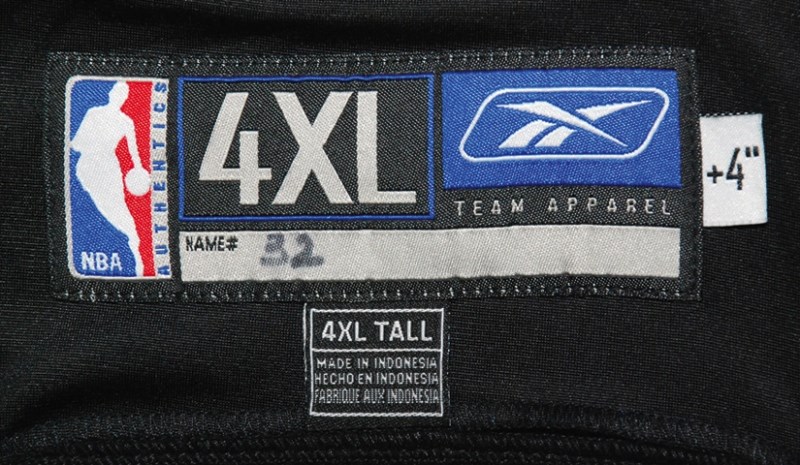 NBA
AUTHENTICS
4XL
TEAM APPAREL
+4"
NAME# 32
4XL TALL
MADE IN INDONESIA
HECHO EN INDONESIA
FABRIQUE AUX INDONESIA